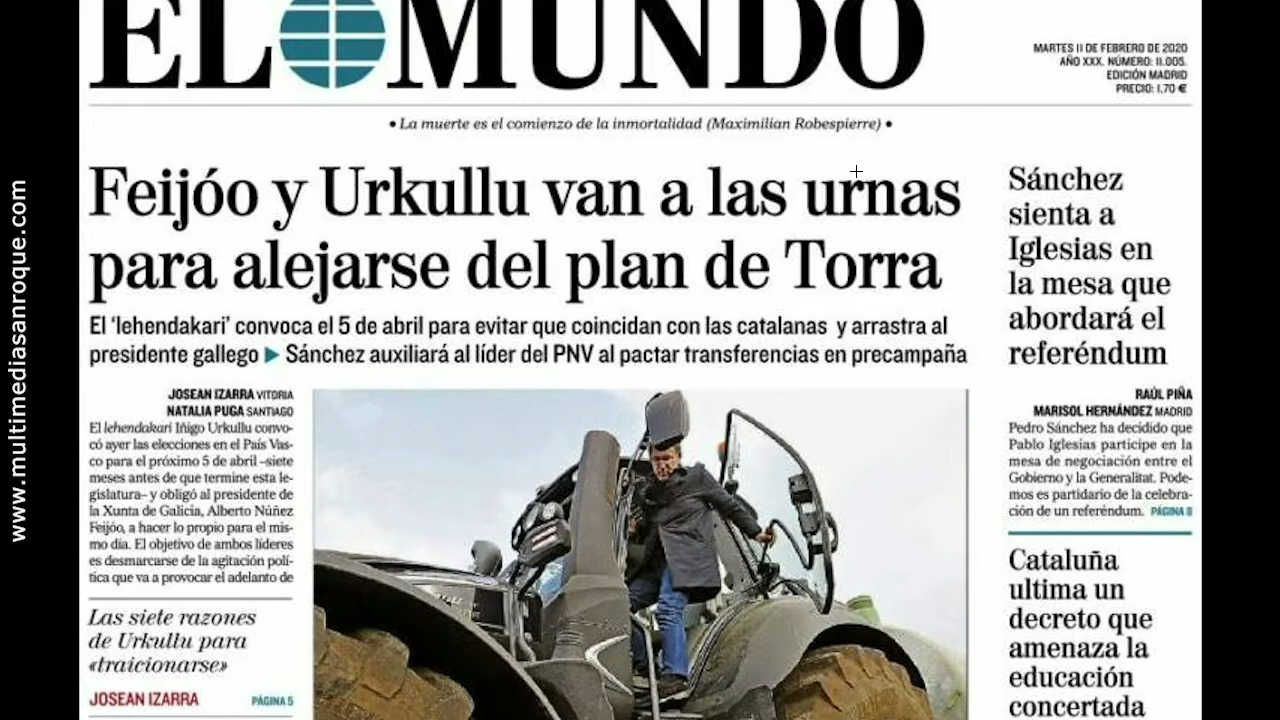 EL MUNDO
MARTES 11 DE FEBRERO DE 2020
AÑO XXX. NÚMERO: 11.005.
EDICIÓN MADRID
PRECIO: 1,70 €
• La muerte es el comienzo de la inmortalidad (Maximilian Robespierre) •
Feijóo y Urkullu van a las urnas
para alejarse del plan de Torra
El ‘lehendakari’ convoca el 5 de abril para evitar que coincidan con las catalanas y arrastra al
presidente gallego ▶ Sánchez auxiliará al líder del PNV al pactar transferencias en precampaña
JOSEAN IZARRA VITORIA
NATALIA PUGA SANTIAGO
El lehendakari Iñigo Urkullu convo-
có ayer las elecciones en el País Vas-
co para el próximo 5 de abril –siete
meses antes de que termine esta le-
gislatura– y obligó al presidente de
la Xunta de Galicia, Alberto Núñez
Feijóo, a hacer lo propio para el mis-
mo día. El objetivo de ambos líderes
es desmarcarse de la agitación polí-
tica que va a provocar el adelanto de
Las siete razones
de Urkullu para
«traicionarse»
JOSEAN IZARRA PÁGINA 5
Sánchez
sienta a
Iglesias en
la mesa que
abordará el
referéndum
RAÚL PIÑA
MARISOL HERNÁNDEZ MADRID
Pedro Sánchez ha decidido que
Pablo Iglesias participe en la
mesa de negociación entre el
Gobierno y la Generalitat. Pode-
mos es partidario de la celebra-
ción de un referéndum. PÁGINA 8
Cataluña
ultima un
decreto que
amenaza la
educación
concertada
www.multimediasanroque.com